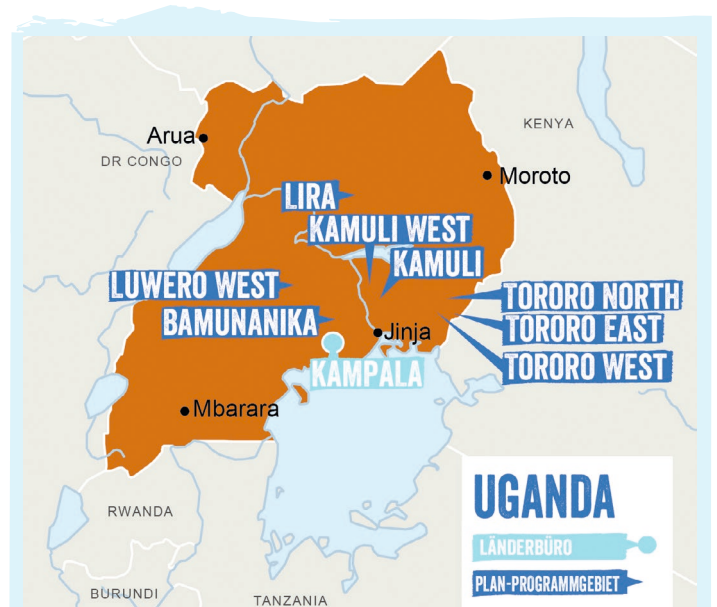 KENYA
Arua
DR CONGO
Moroto
LIRA
KAMULI WEST
KAMULI
LUWERO WEST
BAMUNANIKA
TORORO NORTH
TORORO EAST
TORORO WEST
Jinja
KAMPALA
Mbarara
RWANDA
BURUNDI
TANZANIA
UGANDA
LÄNDERBÜRO
PLAN-PROGRAMMGEBIET